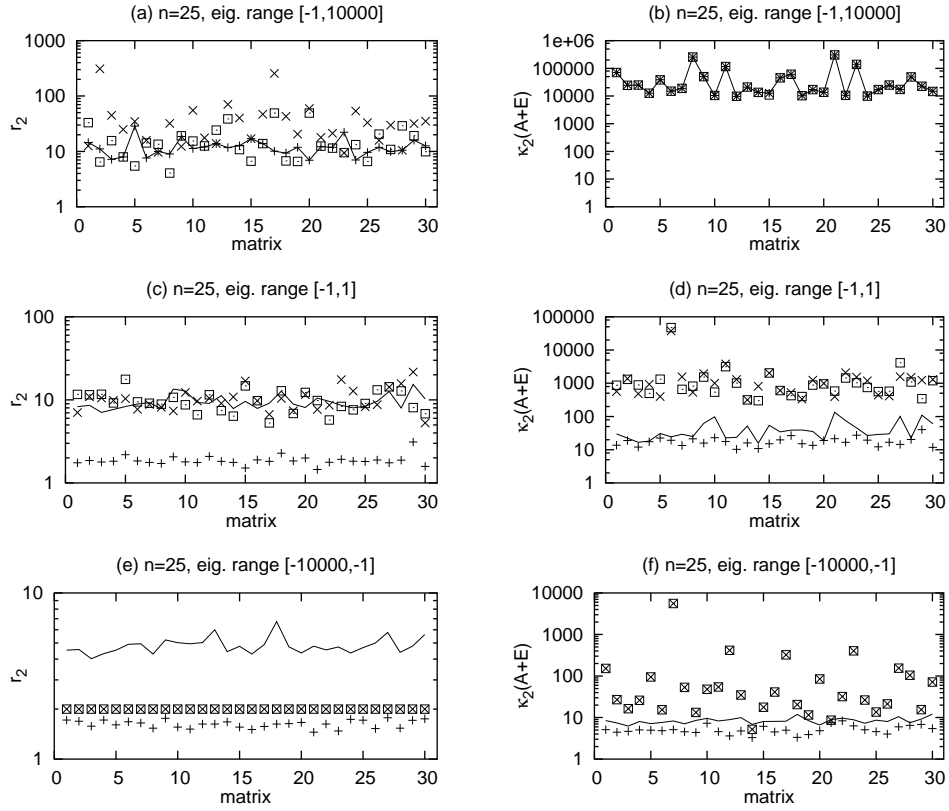 (a) n=25, eig. range [-1,10000]
1000
100
10
1
r2
0 5 10 15 20 25 30
matrix
(b) n=25, eig. range [-1,10000]
1e+06
100000
10000
1000
100
10
1
κ2(A+E)
0 5 10 15 20 25 30
matrix
(c) n=25, eig. range [-1,1]
100
10
1
r2
0 5 10 15 20 25 30
matrix
(d) n=25, eig. range [-1,1]
100000
10000
1000
100
10
1
κ2(A+E)
0 5 10 15 20 25 30
matrix
(e) n=25, eig. range [-10000,-1]
10
1
r2
0 5 10 15 20 25 30
matrix
(f) n=25, eig. range [-10000,-1]
10000
1000
100
10
1
κ2(A+E)
0 5 10 15 20 25 30
matrix